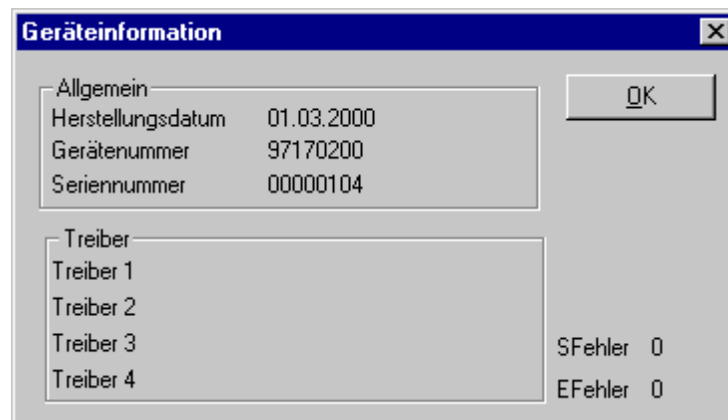 Geräteinformation
Allgemein
OK
Herstellungsdatum 01.03.2000
Gerätenummer 97170200
Seriennummer 00000104
Treiber
Treiber 1
Treiber 2
Treiber 3
SFehler 0
Treiber 4
EFehler 0